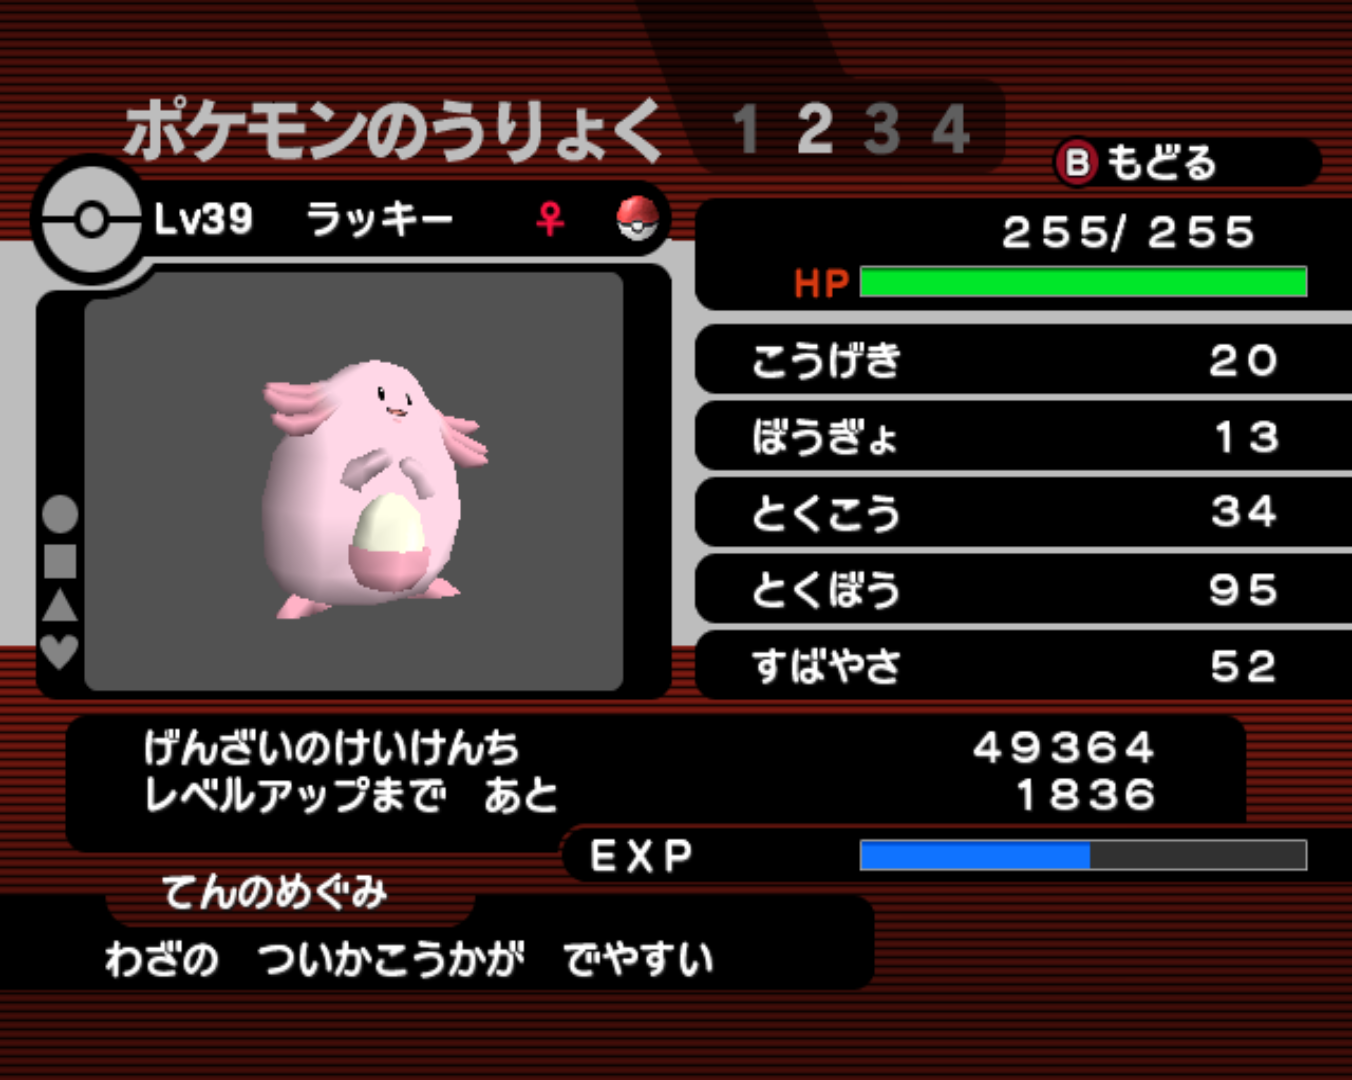 ポケモンのうりょく 1 2 3 4
B もどる
Lv39 ラッキー ♀
255/255
HP
こうげき 20
ぼうぎょ 13
とくこう 34
とくぼう 95
すばやさ 52
げんざいのけいけんち 49364
レベルアップまで あと 1836
EXP
てんのめぐみ
わざの ついかこうかが でやすい